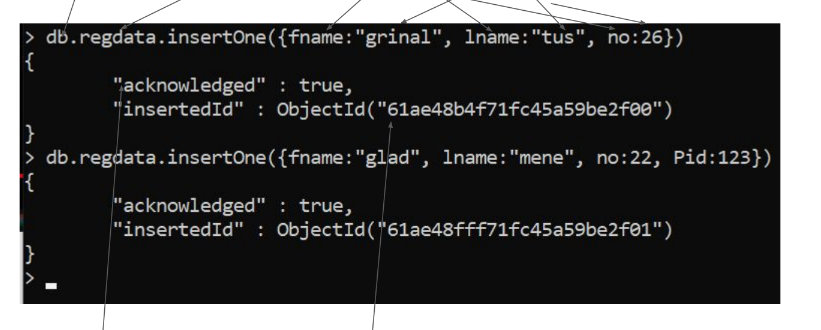 > db.regdata.insertOne({fname:"grinal", lname:"tus", no:26})
{
        "acknowledged" : true,
        "insertedId" : ObjectId("61ae48b4f71fc45a59be2f00")
}
> db.regdata.insertOne({fname:"glad", lname:"mene", no:22, Pid:123})
{
        "acknowledged" : true,
        "insertedId" : ObjectId("61ae48fff71fc45a59be2f01")
}
>